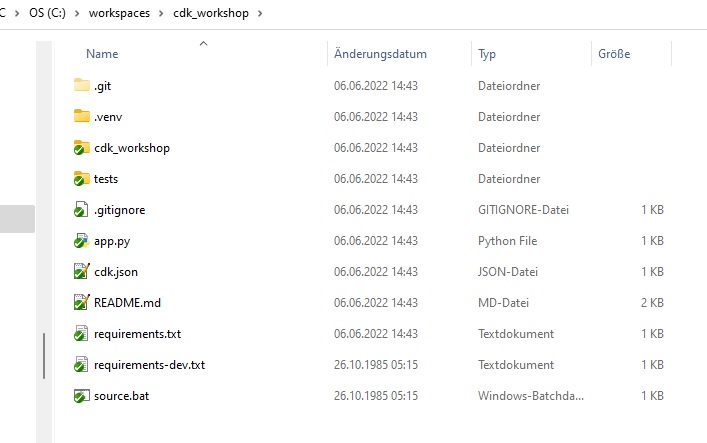 C > OS (C:) > workspaces > cdk_workshop >
Name Änderungsdatum Typ Größe
.git 06.06.2022 14:43 Dateiordner
.venv 06.06.2022 14:43 Dateiordner
cdk_workshop 06.06.2022 14:43 Dateiordner
tests 06.06.2022 14:43 Dateiordner
.gitignore 06.06.2022 14:43 GITIGNORE-Datei 1 KB
app.py 06.06.2022 14:43 Python File 1 KB
cdk.json 06.06.2022 14:43 JSON-Datei 1 KB
README.md 06.06.2022 14:43 MD-Datei 2 KB
requirements.txt 06.06.2022 14:43 Textdokument 1 KB
requirements-dev.txt 26.10.1985 05:15 Textdokument 1 KB
source.bat 26.10.1985 05:15 Windows-Batchda... 1 KB